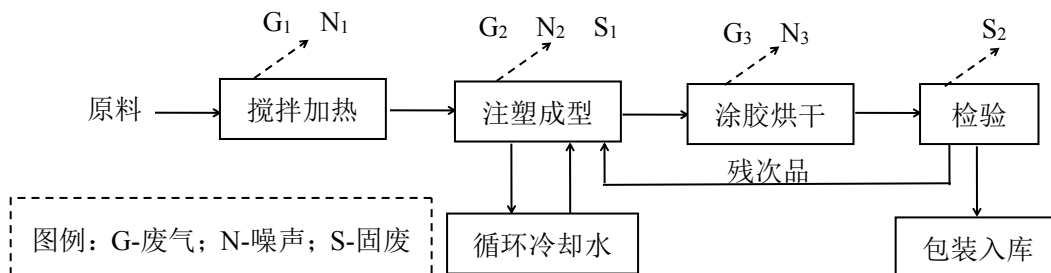 G₁ N₁
G₂ N₂ S₁
G₃ N₃
S₂
原料
搅拌加热
注塑成型
涂胶烘干
检验
残次品
图例：G-废气；N-噪声；S-固废
循环冷却水
包装入库